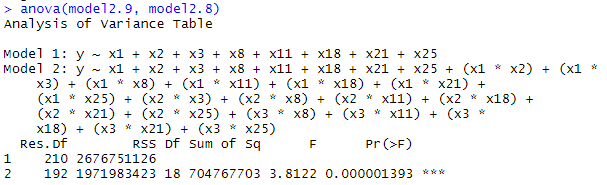 > anova(model2.9, model2.8)
Analysis of Variance Table

Model 1: y ~ x1 + x2 + x3 + x8 + x11 + x18 + x21 + x25
Model 2: y ~ x1 + x2 + x3 + x8 + x11 + x18 + x21 + x25 + (x1 * x2) + (x1 *
    x3) + (x1 * x8) + (x1 * x11) + (x1 * x18) + (x1 * x21) +
    (x1 * x25) + (x2 * x3) + (x2 * x8) + (x2 * x11) + (x2 * x18) +
    (x2 * x21) + (x2 * x25) + (x3 * x8) + (x3 * x11) + (x3 *
    x18) + (x3 * x21) + (x3 * x25)
  Res.Df        RSS Df Sum of Sq      F      Pr(>F)
1    210 2676751126
2    192 1971983423 18 704767703 3.8122 0.000001393 ***